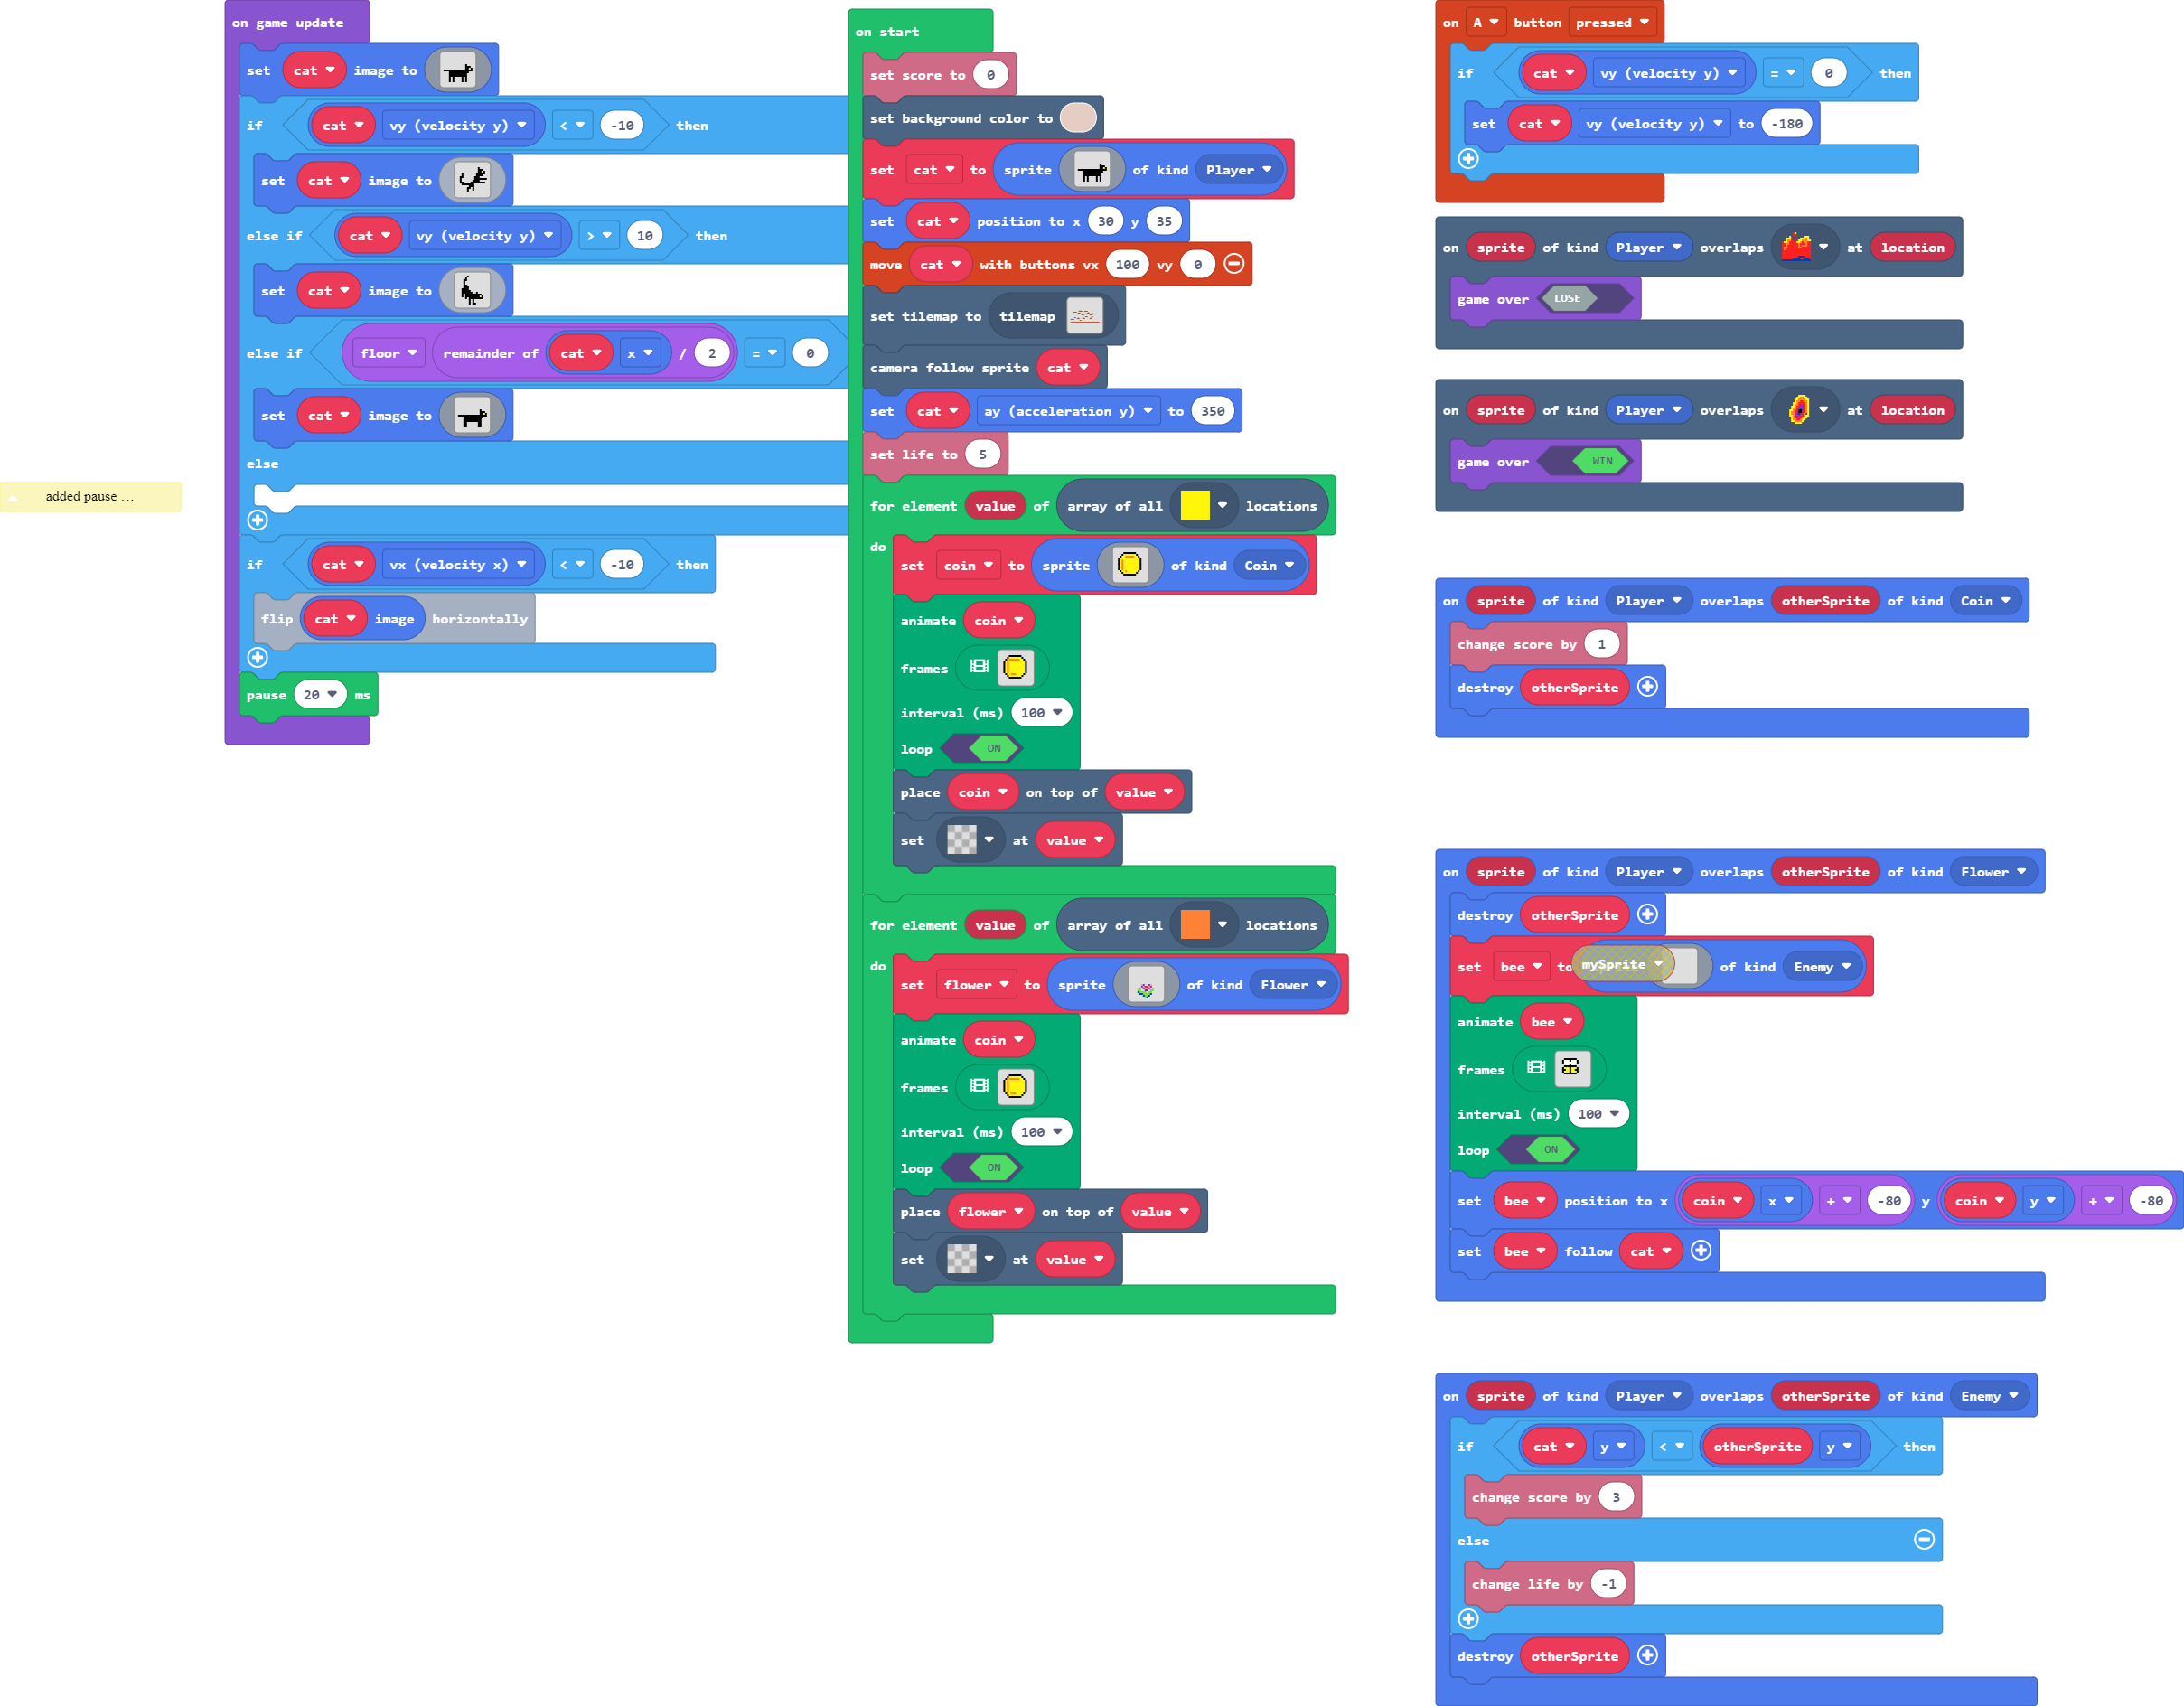 on game update
set cat image to
if cat vy (velocity y) < -10 then
set cat image to
else if cat vy (velocity y) > 10 then
set cat image to
else if floor remainder of cat x / 2 = 0
set cat image to
else
added pause ...
if cat vx (velocity x) < -10 then
flip cat image horizontally
pause 20 ms
on start
set score to 0
set background color to
set cat to sprite of kind Player
set cat position to x 30 y 35
move cat with buttons vx 100 vy 0
set tilemap to tilemap
camera follow sprite cat
set cat ay (acceleration y) to 350
set life to 5
for element value of array of all locations
do
set coin to sprite of kind Coin
animate coin
frames
interval (ms) 100
loop ON
place coin on top of value
set at value
for element value of array of all locations
do
set flower to sprite of kind Flower
animate coin
frames
interval (ms) 100
loop ON
place flower on top of value
set at value
on A button pressed
if cat vy (velocity y) = 0 then
set cat vy (velocity y) to -180
on sprite of kind Player overlaps at location
game over LOSE
on sprite of kind Player overlaps at location
game over WIN
on sprite of kind Player overlaps otherSprite of kind Coin
change score by 1
destroy otherSprite
on sprite of kind Player overlaps otherSprite of kind Flower
destroy otherSprite
set bee to mySprite of kind Enemy
animate bee
frames
interval (ms) 100
loop ON
set bee position to x coin x + -80 y coin y + -80
set bee follow cat
on sprite of kind Player overlaps otherSprite of kind Enemy
if cat y < otherSprite y then
change score by 3
else
change life by -1
destroy otherSprite